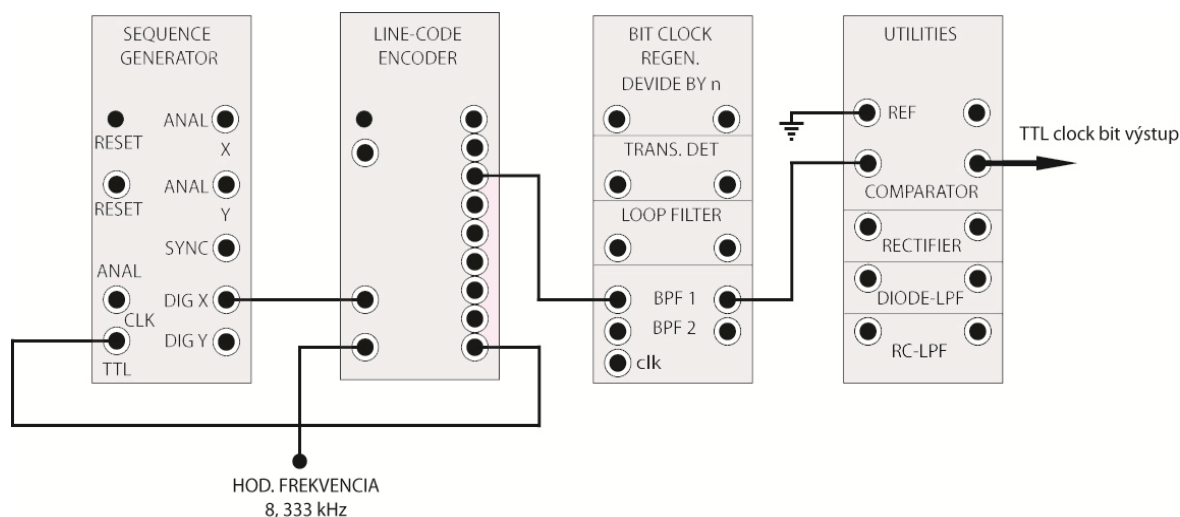 SEQUENCE
GENERATOR
RESET
ANAL
X
RESET
ANAL
Y
SYNC
ANAL
CLK
DIG X
TTL
DIG Y
LINE-CODE
ENCODER
BIT CLOCK
REGEN.
DEVIDE BY n
TRANS. DET
LOOP FILTER
BPF 1
BPF 2
clk
UTILITIES
REF
COMPARATOR
RECTIFIER
DIODE-LPF
RC-LPF
TTL clock bit výstup
HOD. FREKVENCIA
8, 333 kHz